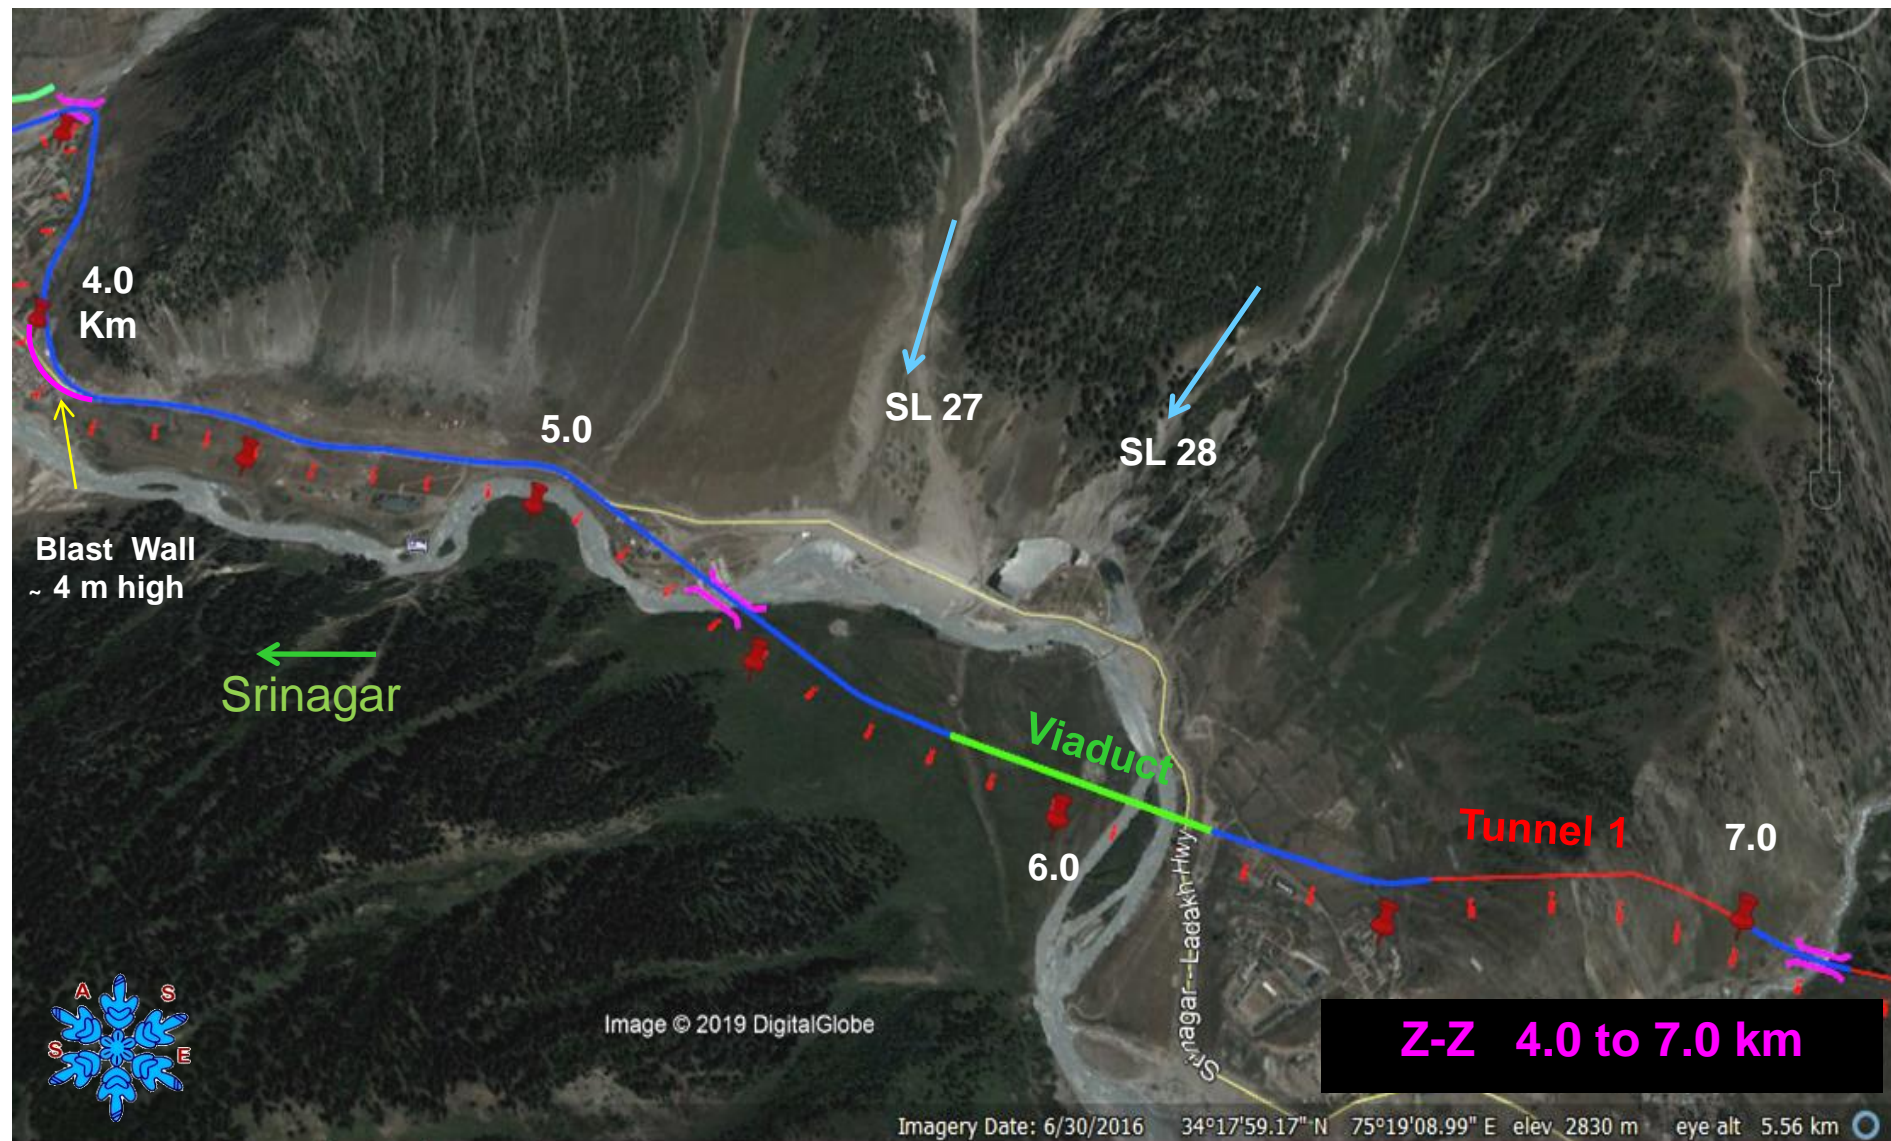 4.0
Km
5.0
SL 27
SL 28
Blast Wall
~ 4 m high
Srinagar
Viaduct
6.0
Tunnel 1
7.0
Srinagar--Ladakh Hwy
A S
S E
Z-Z 4.0 to 7.0 km
Image © 2019 DigitalGlobe
Imagery Date: 6/30/2016 34°17'59.17" N 75°19'08.99" E elev 2830 m eye alt 5.56 km